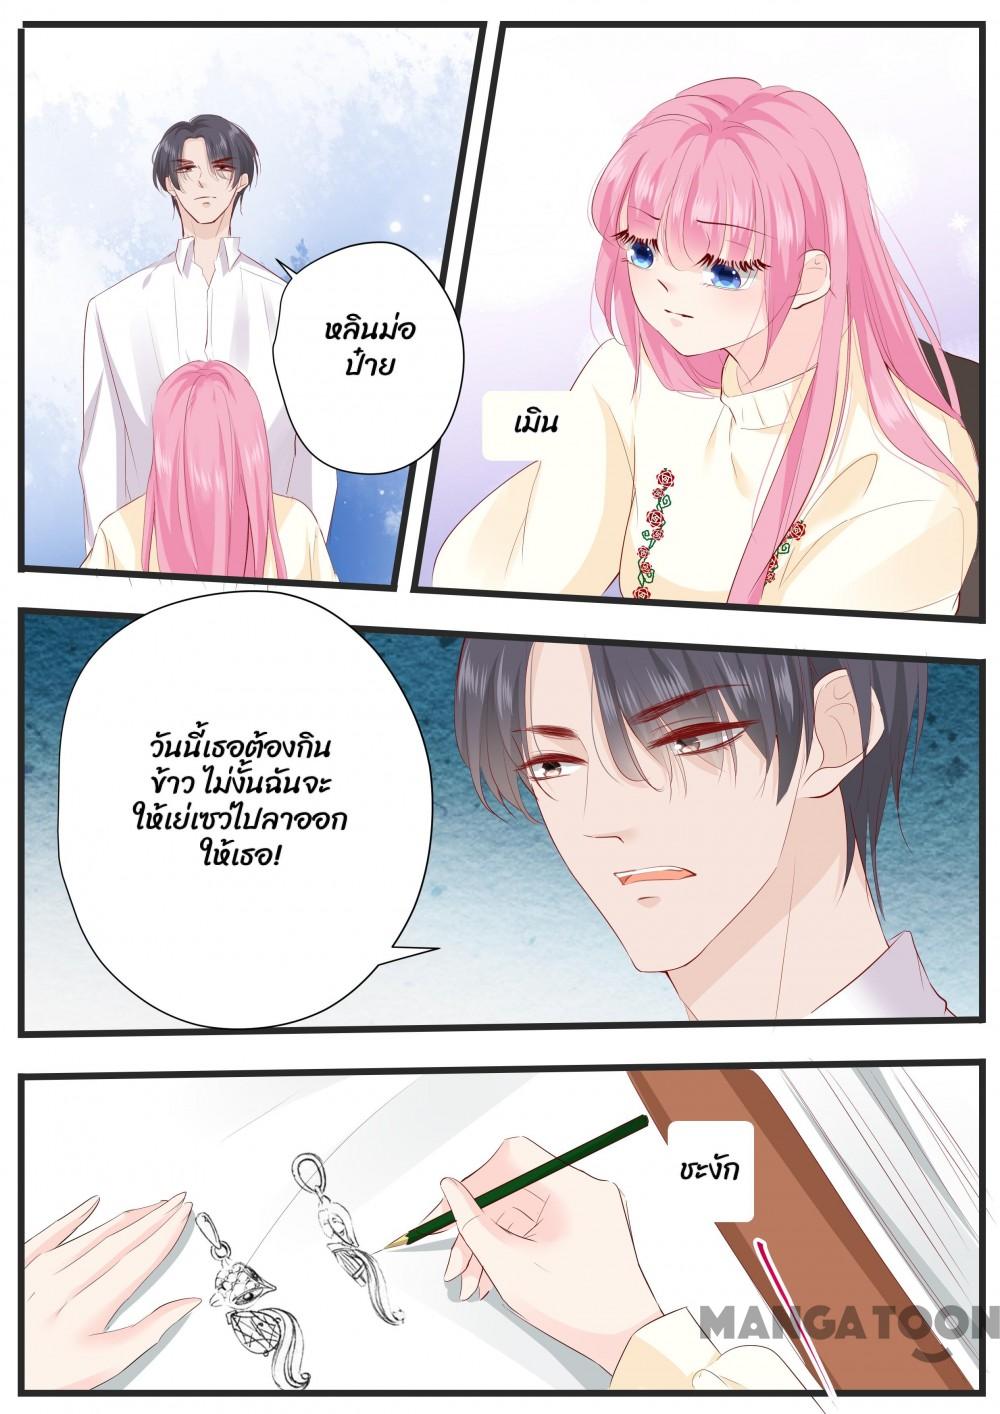 หลินม่อ
ป๋าย
เมิน
วันนี้เธอต้องกิน
ข้าว ไม่งั้นฉันจะ
ให้เย่เซว่ไปลาออก
ให้เธอ!
ชะงัก
MANGATOON